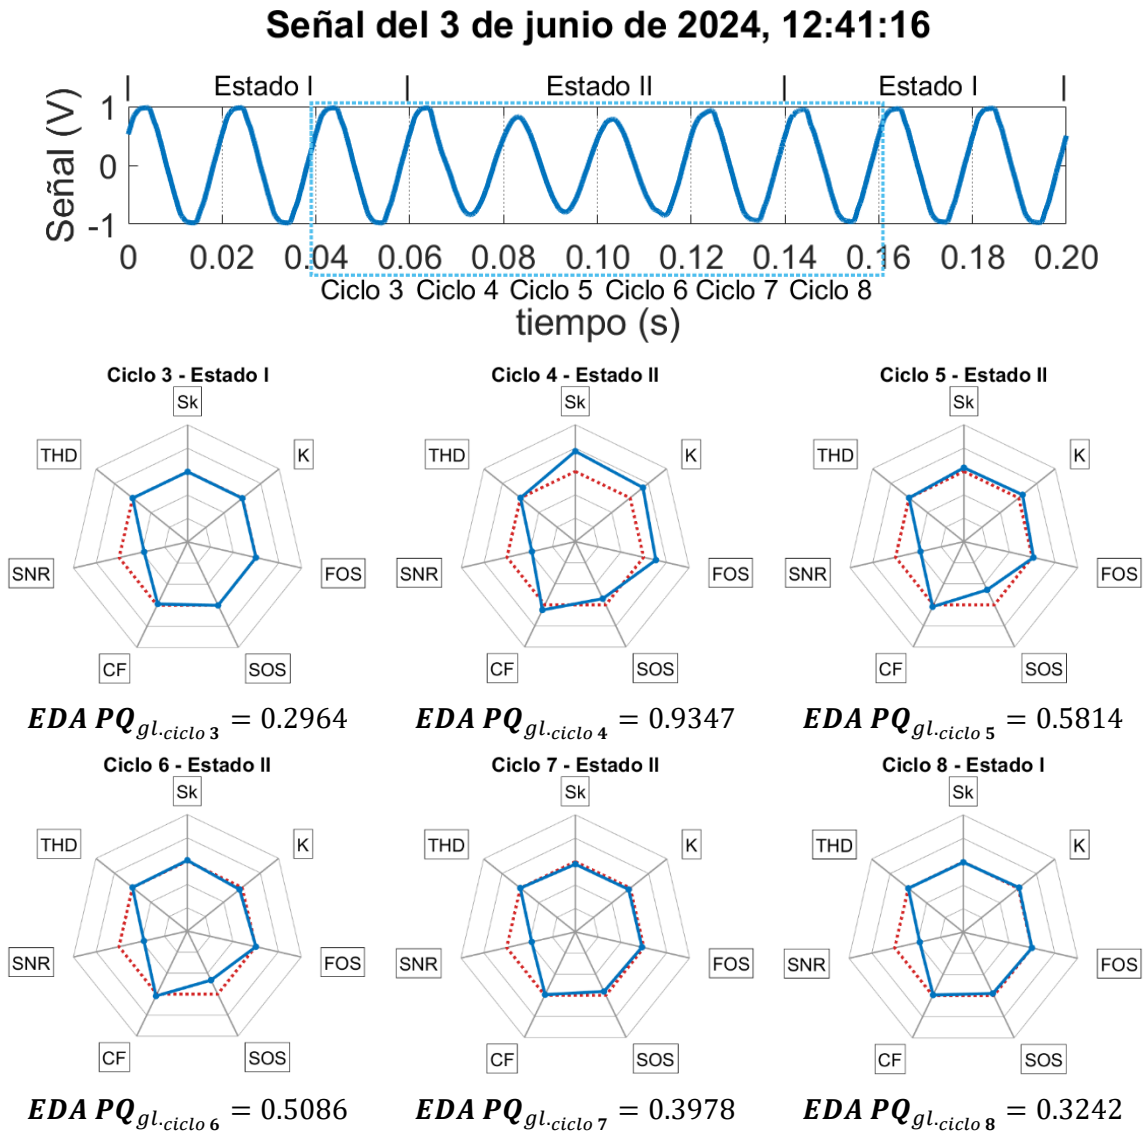 Señal del 3 de junio de 2024, 12:41:16
Estado I Estado II Estado I
Señal (V)
1
0
-1
0 0.02 0.04 0.06 0.08 0.10 0.12 0.14 0.16 0.18 0.20
Ciclo 3 Ciclo 4 Ciclo 5 Ciclo 6 Ciclo 7 Ciclo 8
tiempo (s)
Ciclo 3 - Estado I
Sk
THD K
SNR FOS
CF SOS
EDA PQgl.ciclo 3 = 0.2964
Ciclo 4 - Estado II
Sk
THD K
SNR FOS
CF SOS
EDA PQgl.ciclo 4 = 0.9347
Ciclo 5 - Estado II
Sk
THD K
SNR FOS
CF SOS
EDA PQgl.ciclo 5 = 0.5814
Ciclo 6 - Estado II
Sk
THD K
SNR FOS
CF SOS
EDA PQgl.ciclo 6 = 0.5086
Ciclo 7 - Estado II
Sk
THD K
SNR FOS
CF SOS
EDA PQgl.ciclo 7 = 0.3978
Ciclo 8 - Estado I
Sk
THD K
SNR FOS
CF SOS
EDA PQgl.ciclo 8 = 0.3242